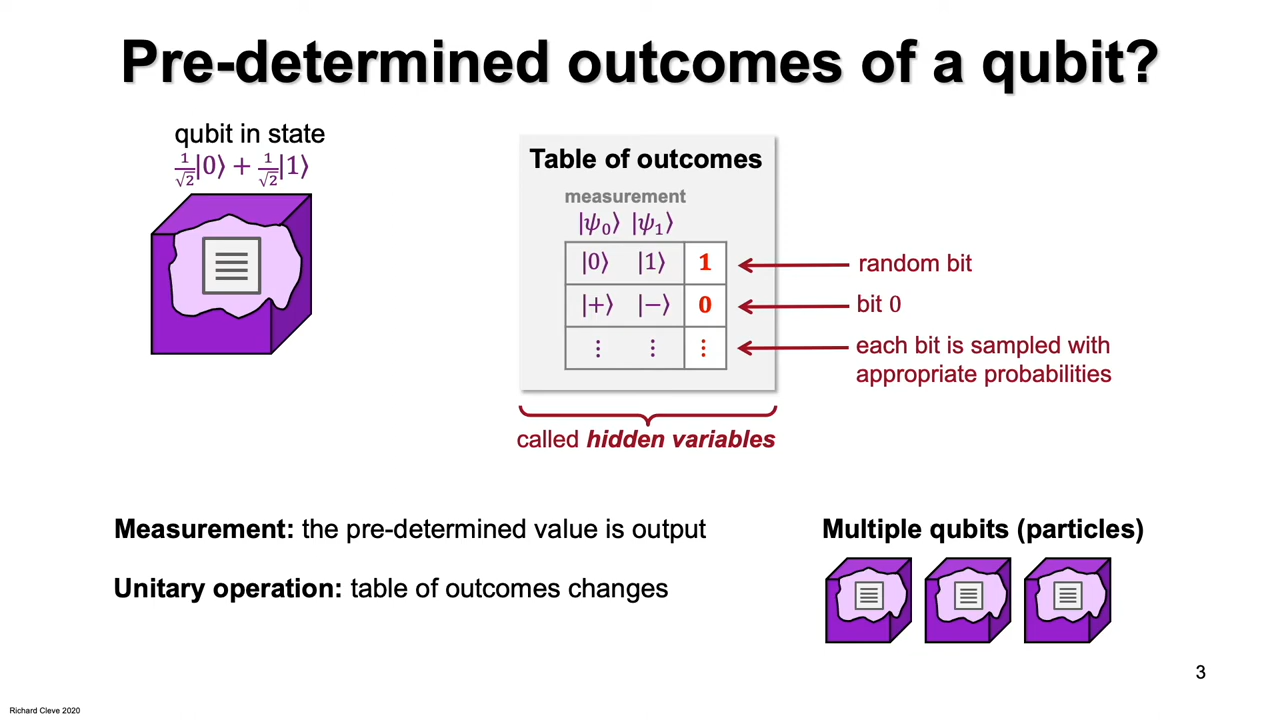 Pre-determined outcomes of a qubit?
qubit in state
1/√2|0⟩ + 1/√2|1⟩
Table of outcomes
measurement
|ψ₀⟩ |ψ₁⟩
|0⟩ |1⟩ 1
|+⟩ |−⟩ 0
⋮ ⋮ ⋮
random bit
bit 0
each bit is sampled with
appropriate probabilities
called hidden variables
Measurement: the pre-determined value is output
Unitary operation: table of outcomes changes
Multiple qubits (particles)
3
Richard Cleve 2020